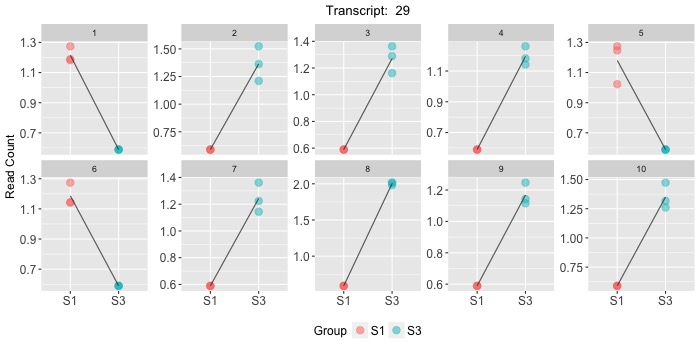 Transcript: 29
1 2 3 4 5
1.3 1.1 0.9 0.7
1.50 1.25 1.00 0.75
1.4 1.2 1.0 0.8 0.6
1.1 0.9 0.7
1.3 1.1 0.9 0.7
Read Count
6 7 8 9 10
1.3 1.1 0.9 0.7
1.4 1.2 1.0 0.8 0.6
2.0 1.5 1.0
1.2 1.0 0.8 0.6
1.50 1.25 1.00 0.75
S1 S3 S1 S3 S1 S3 S1 S3 S1 S3
Group S1 S3